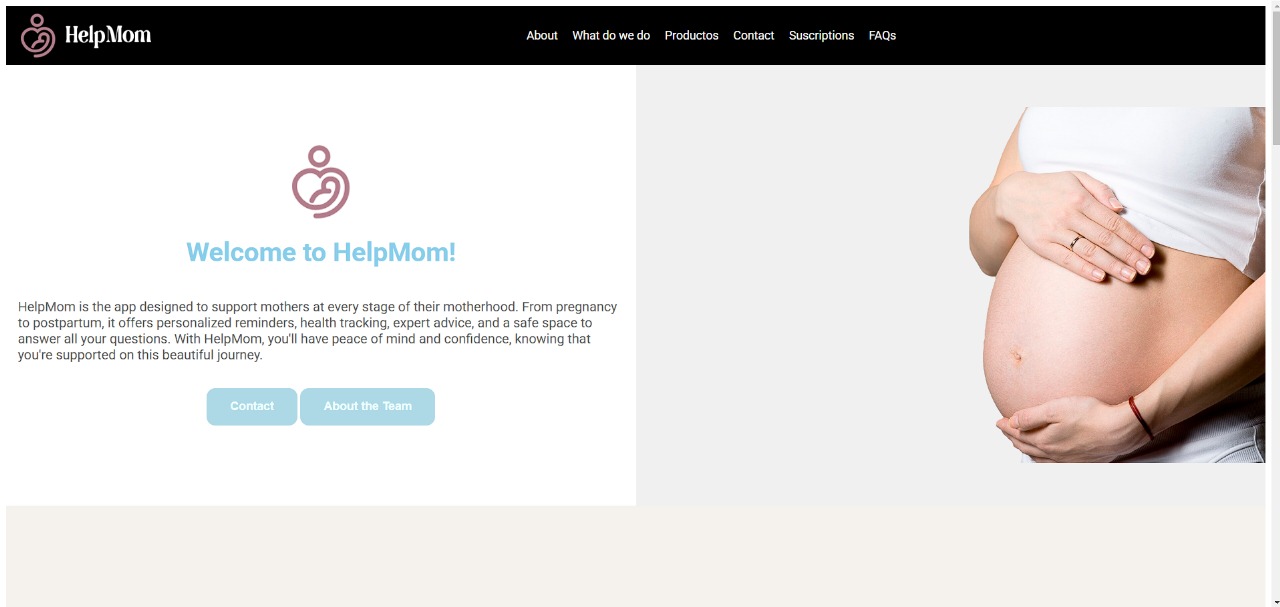 HelpMom
About
What do we do
Productos
Contact
Suscriptions
FAQs
Welcome to HelpMom!
HelpMom is the app designed to support mothers at every stage of their motherhood. From pregnancy
to postpartum, it offers personalized reminders, health tracking, expert advice, and a safe space to
answer all your questions. With HelpMom, you'll have peace of mind and confidence, knowing that
you're supported on this beautiful journey.
Contact
About the Team